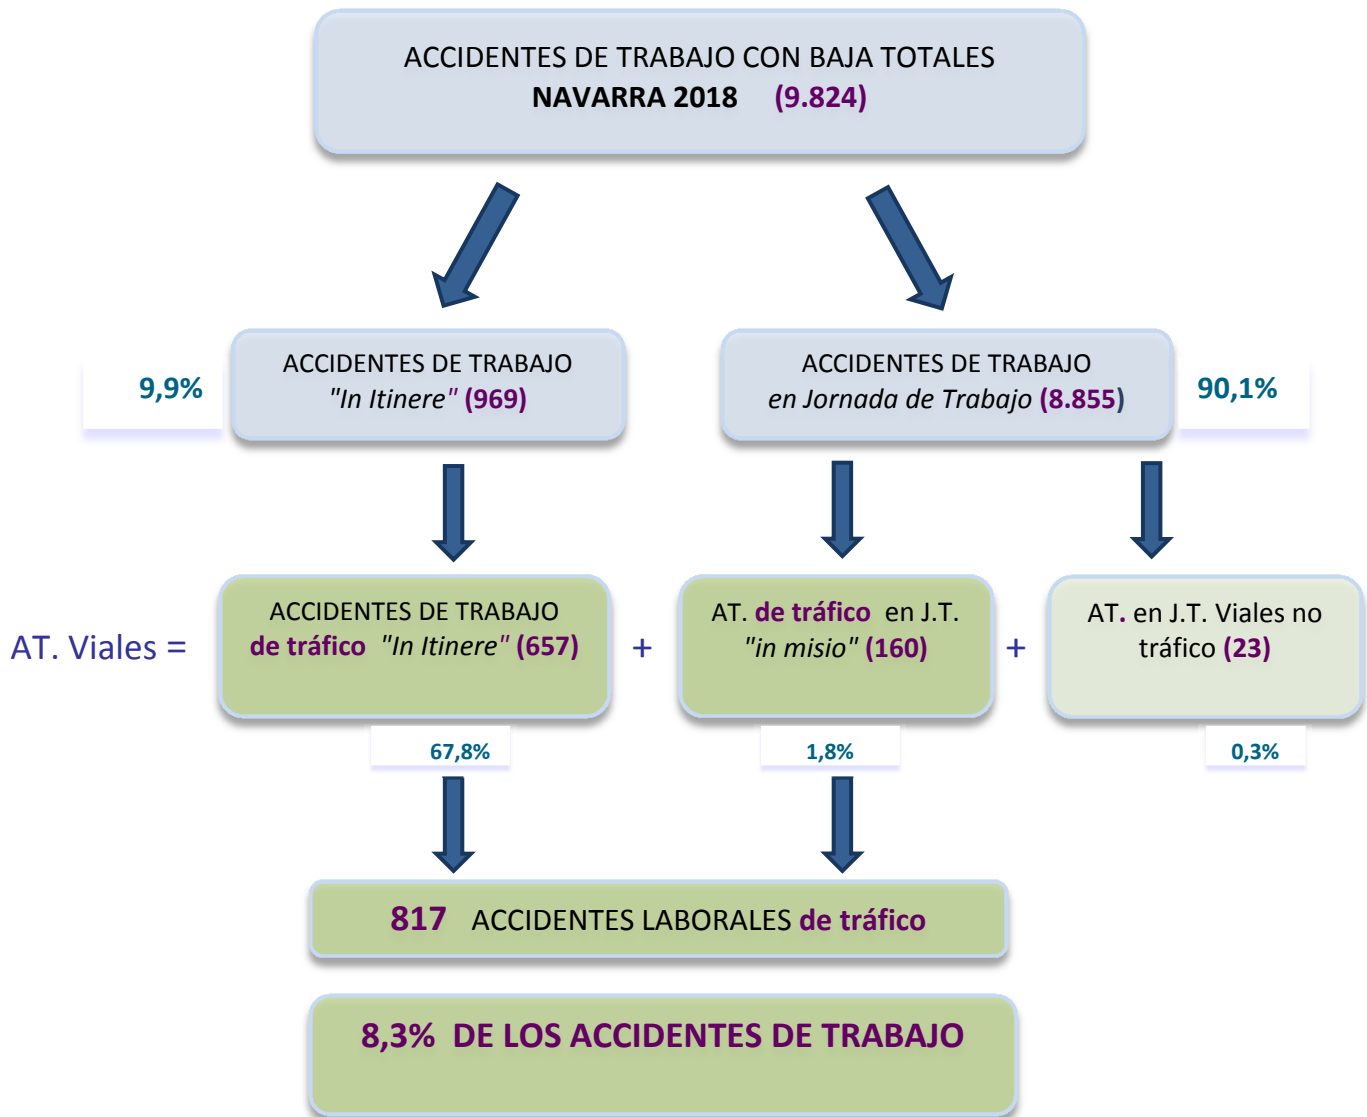 ACCIDENTES DE TRABAJO CON BAJA TOTALES
NAVARRA 2018 (9.824)
9,9%
ACCIDENTES DE TRABAJO
"In Itinere" (969)
ACCIDENTES DE TRABAJO
en Jornada de Trabajo (8.855)
90,1%
AT. Viales =
ACCIDENTES DE TRABAJO
de tráfico "In Itinere" (657)
+
AT. de tráfico en J.T.
"in misio" (160)
+
AT. en J.T. Viales no
tráfico (23)
67,8%
1,8%
0,3%
817 ACCIDENTES LABORALES de tráfico
8,3% DE LOS ACCIDENTES DE TRABAJO